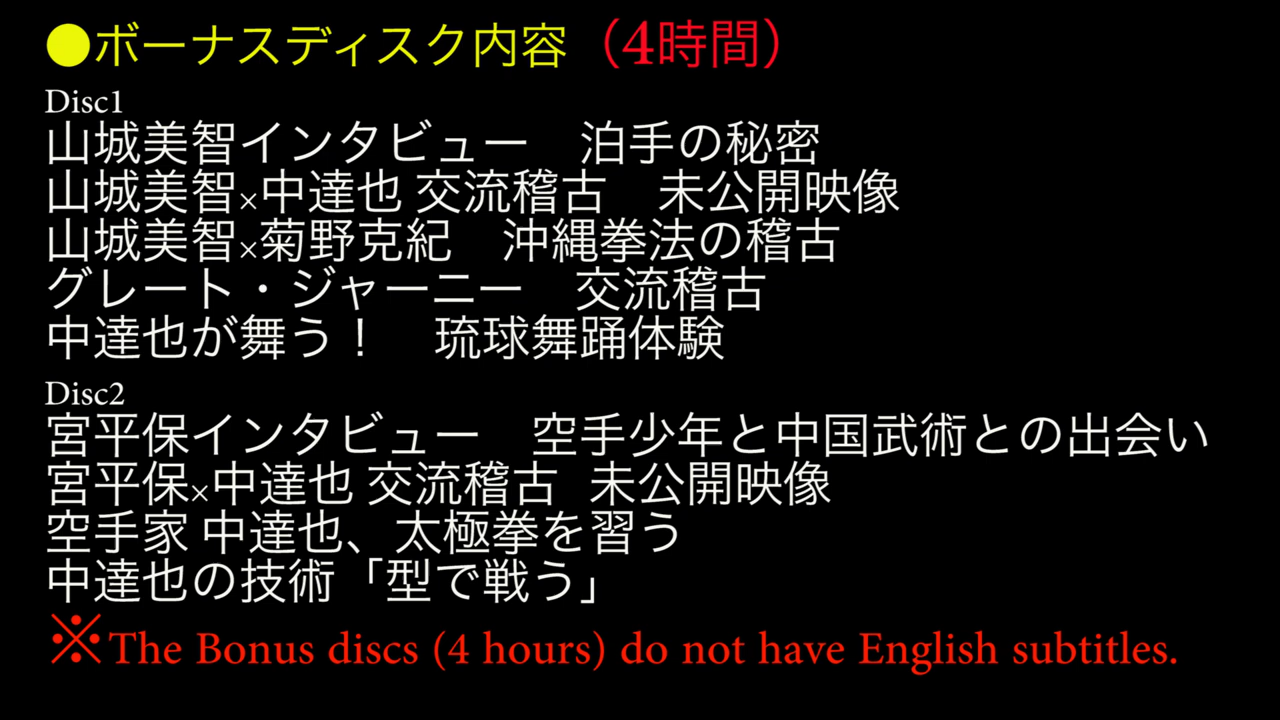 ●ボーナスディスク内容（4時間）
Disc1
山城美智インタビュー　泊手の秘密
山城美智×中達也 交流稽古　未公開映像
山城美智×菊野克紀　沖縄拳法の稽古
グレート・ジャーニー　交流稽古
中達也が舞う！　琉球舞踊体験
Disc2
宮平保インタビュー　空手少年と中国武術との出会い
宮平保×中達也 交流稽古 未公開映像
空手家 中達也、太極拳を習う
中達也の技術「型で戦う」
※The Bonus discs (4 hours) do not have English subtitles.